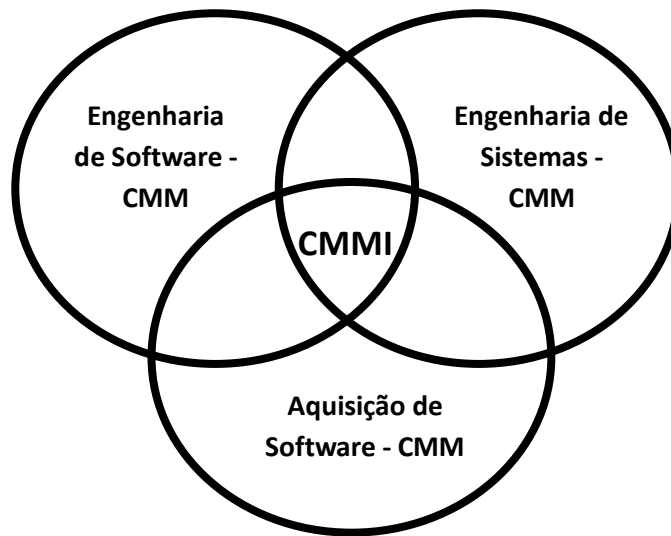 Engenharia
de Software -
CMM
Engenharia de
Sistemas -
CMM
CMMI
Aquisição de
Software - CMM